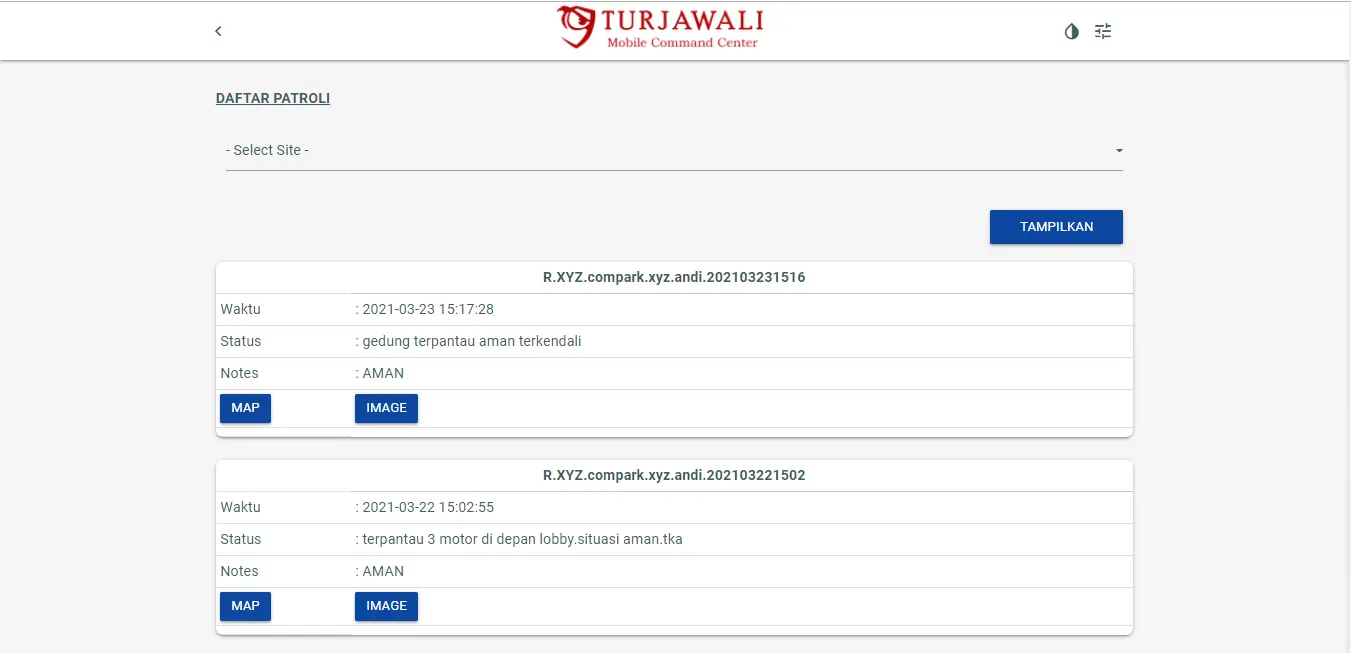 TURJAWALI
Mobile Command Center
DAFTAR PATROLI
- Select Site -
TAMPILKAN
R.XYZ.compark.xyz.andi.202103231516
Waktu : 2021-03-23 15:17:28
Status : gedung terpantau aman terkendali
Notes : AMAN
MAP IMAGE
R.XYZ.compark.xyz.andi.202103221502
Waktu : 2021-03-22 15:02:55
Status : terpantau 3 motor di depan lobby.situasi aman.tka
Notes : AMAN
MAP IMAGE